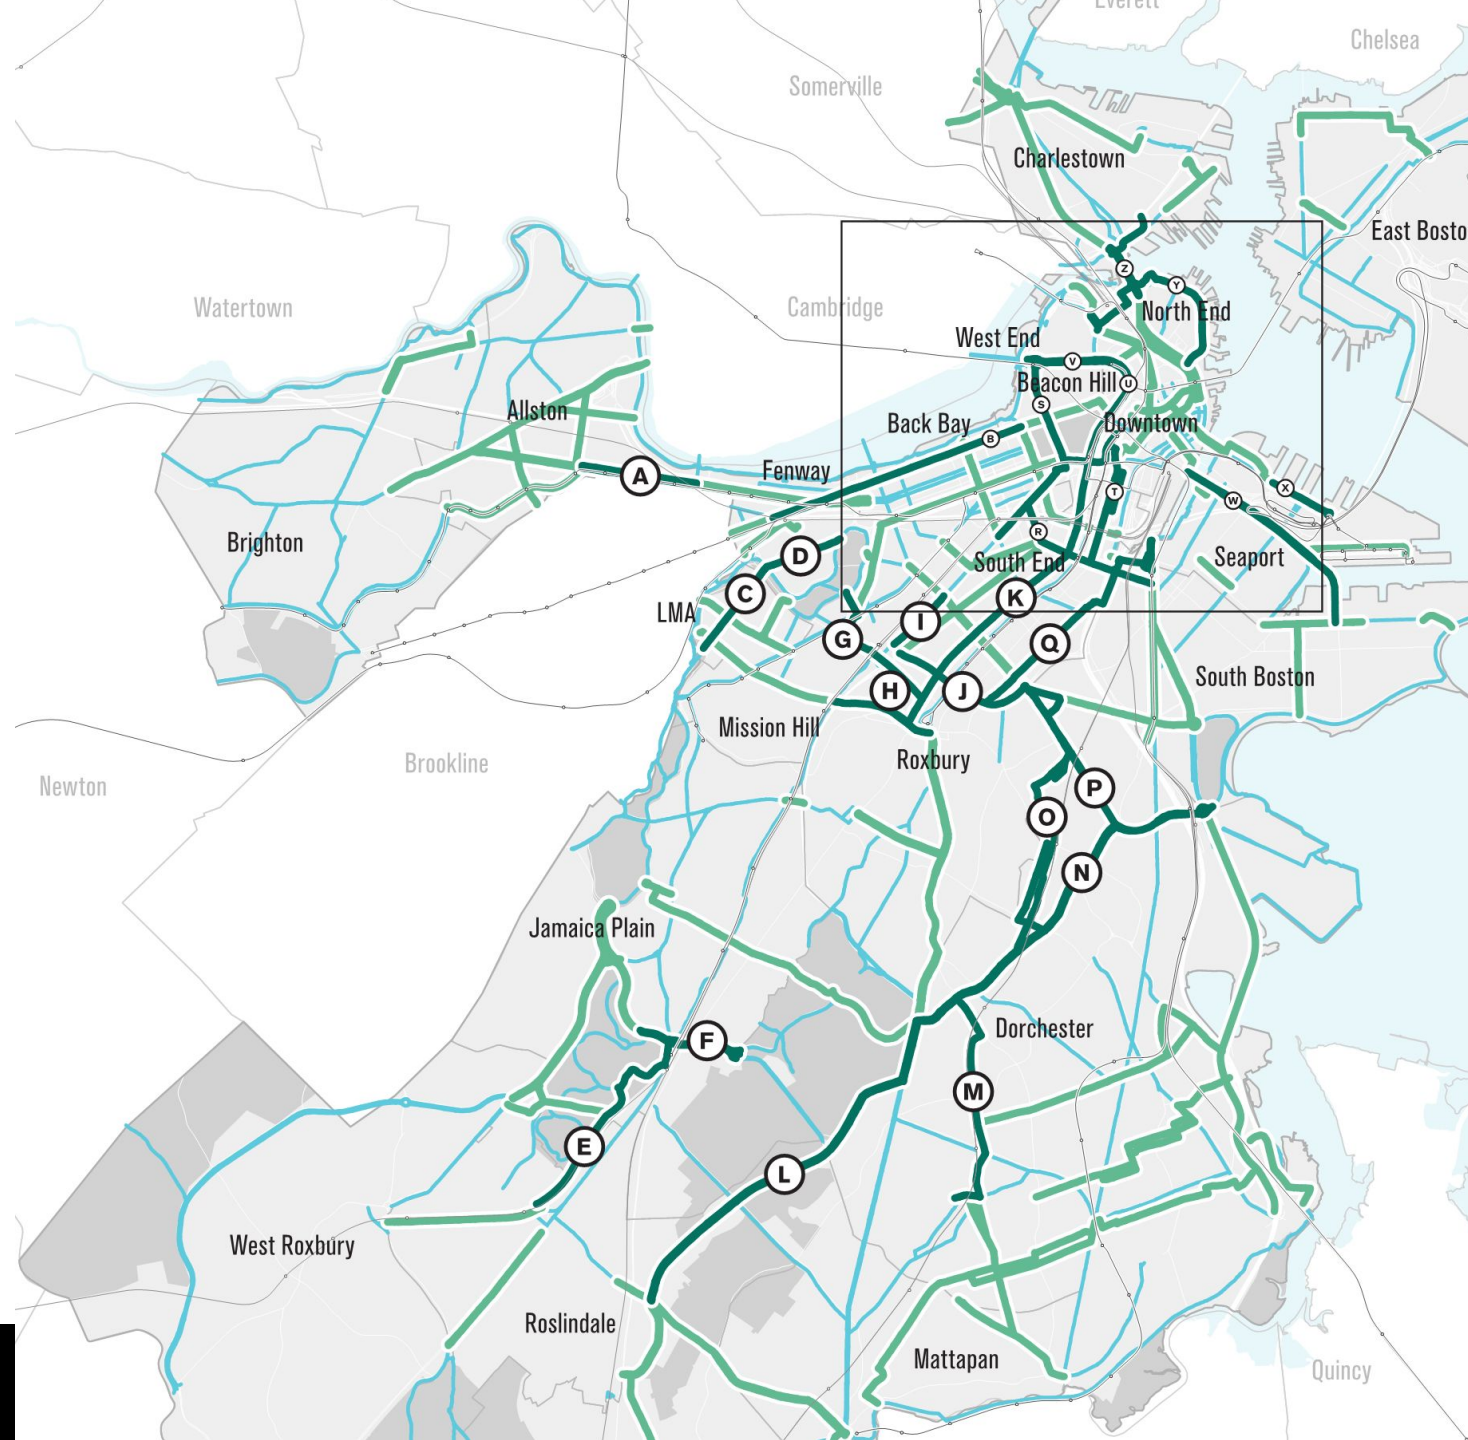 Everett
Chelsea
Somerville
Charlestown
East Bosto
Z
Y
Watertown
Cambridge
North End
West End
V
Beacon Hill
U
S
Allston
Back Bay
B
Downtown
Fenway
A
T
X
W
Brighton
R
D
South End
Seaport
C
K
LMA
I
G
Q
H
J
South Boston
Mission Hill
Roxbury
Brookline
Newton
P
O
N
Jamaica Plain
Dorchester
F
M
E
L
West Roxbury
Roslindale
Mattapan
Quincy